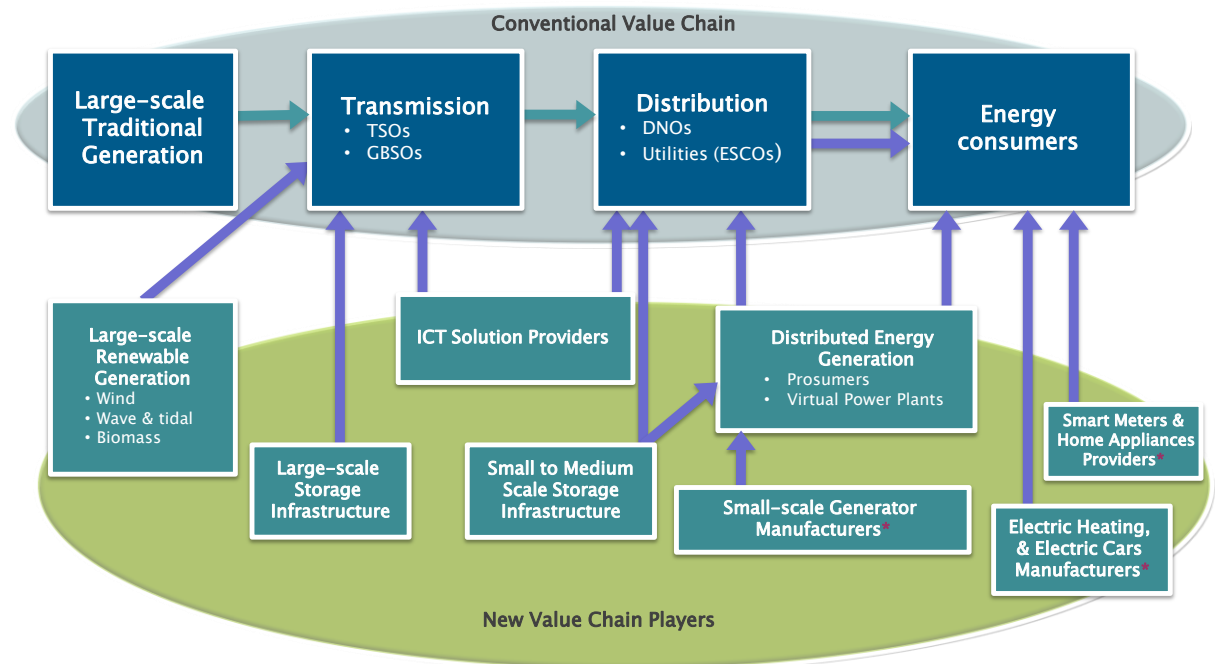 Conventional Value Chain
Large-scale
Traditional
Generation
Transmission
• TSOs
• GBSOs
Distribution
• DNOs
• Utilities (ESCOs)
Energy
consumers
Large-scale
Renewable
Generation
• Wind
• Wave & tidal
• Biomass
ICT Solution Providers
Distributed Energy
Generation
• Prosumers
• Virtual Power Plants
Large-scale
Storage
Infrastructure
Small to Medium
Scale Storage
Infrastructure
Small-scale Generator
Manufacturers*
Smart Meters &
Home Appliances
Providers*
Electric Heating,
& Electric Cars
Manufacturers*
New Value Chain Players